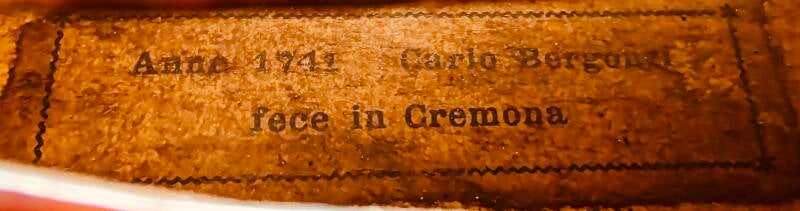 Anno 1741 Carlo Bergonzi
fece in Cremona